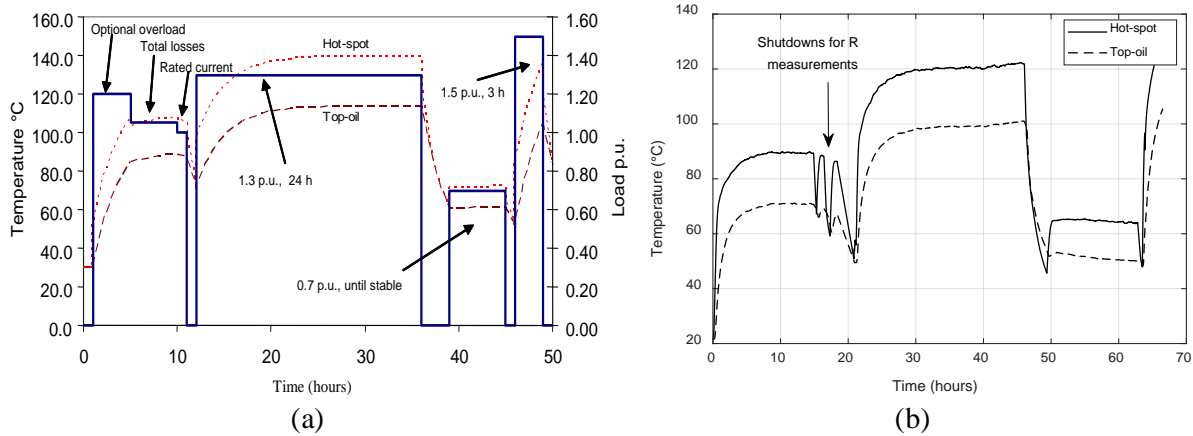 160.0
140.0
120.0
100.0
80.0
60.0
40.0
20.0
0.0
Temperature °C
1.60
1.40
1.20
1.00
0.80
0.60
0.40
0.20
0.00
Load p.u.
Optional overload
Total losses
Rated current
Hot-spot
Top-oil
1.3 p.u., 24 h
1.5 p.u., 3 h
0.7 p.u., until stable
0 10 20 30 40 50
Time (hours)
(a)
140
120
100
80
60
40
20
Temperature (°C)
Shutdowns for R
measurements
Hot-spot
Top-oil
0 10 20 30 40 50 60 70
Time (hours)
(b)